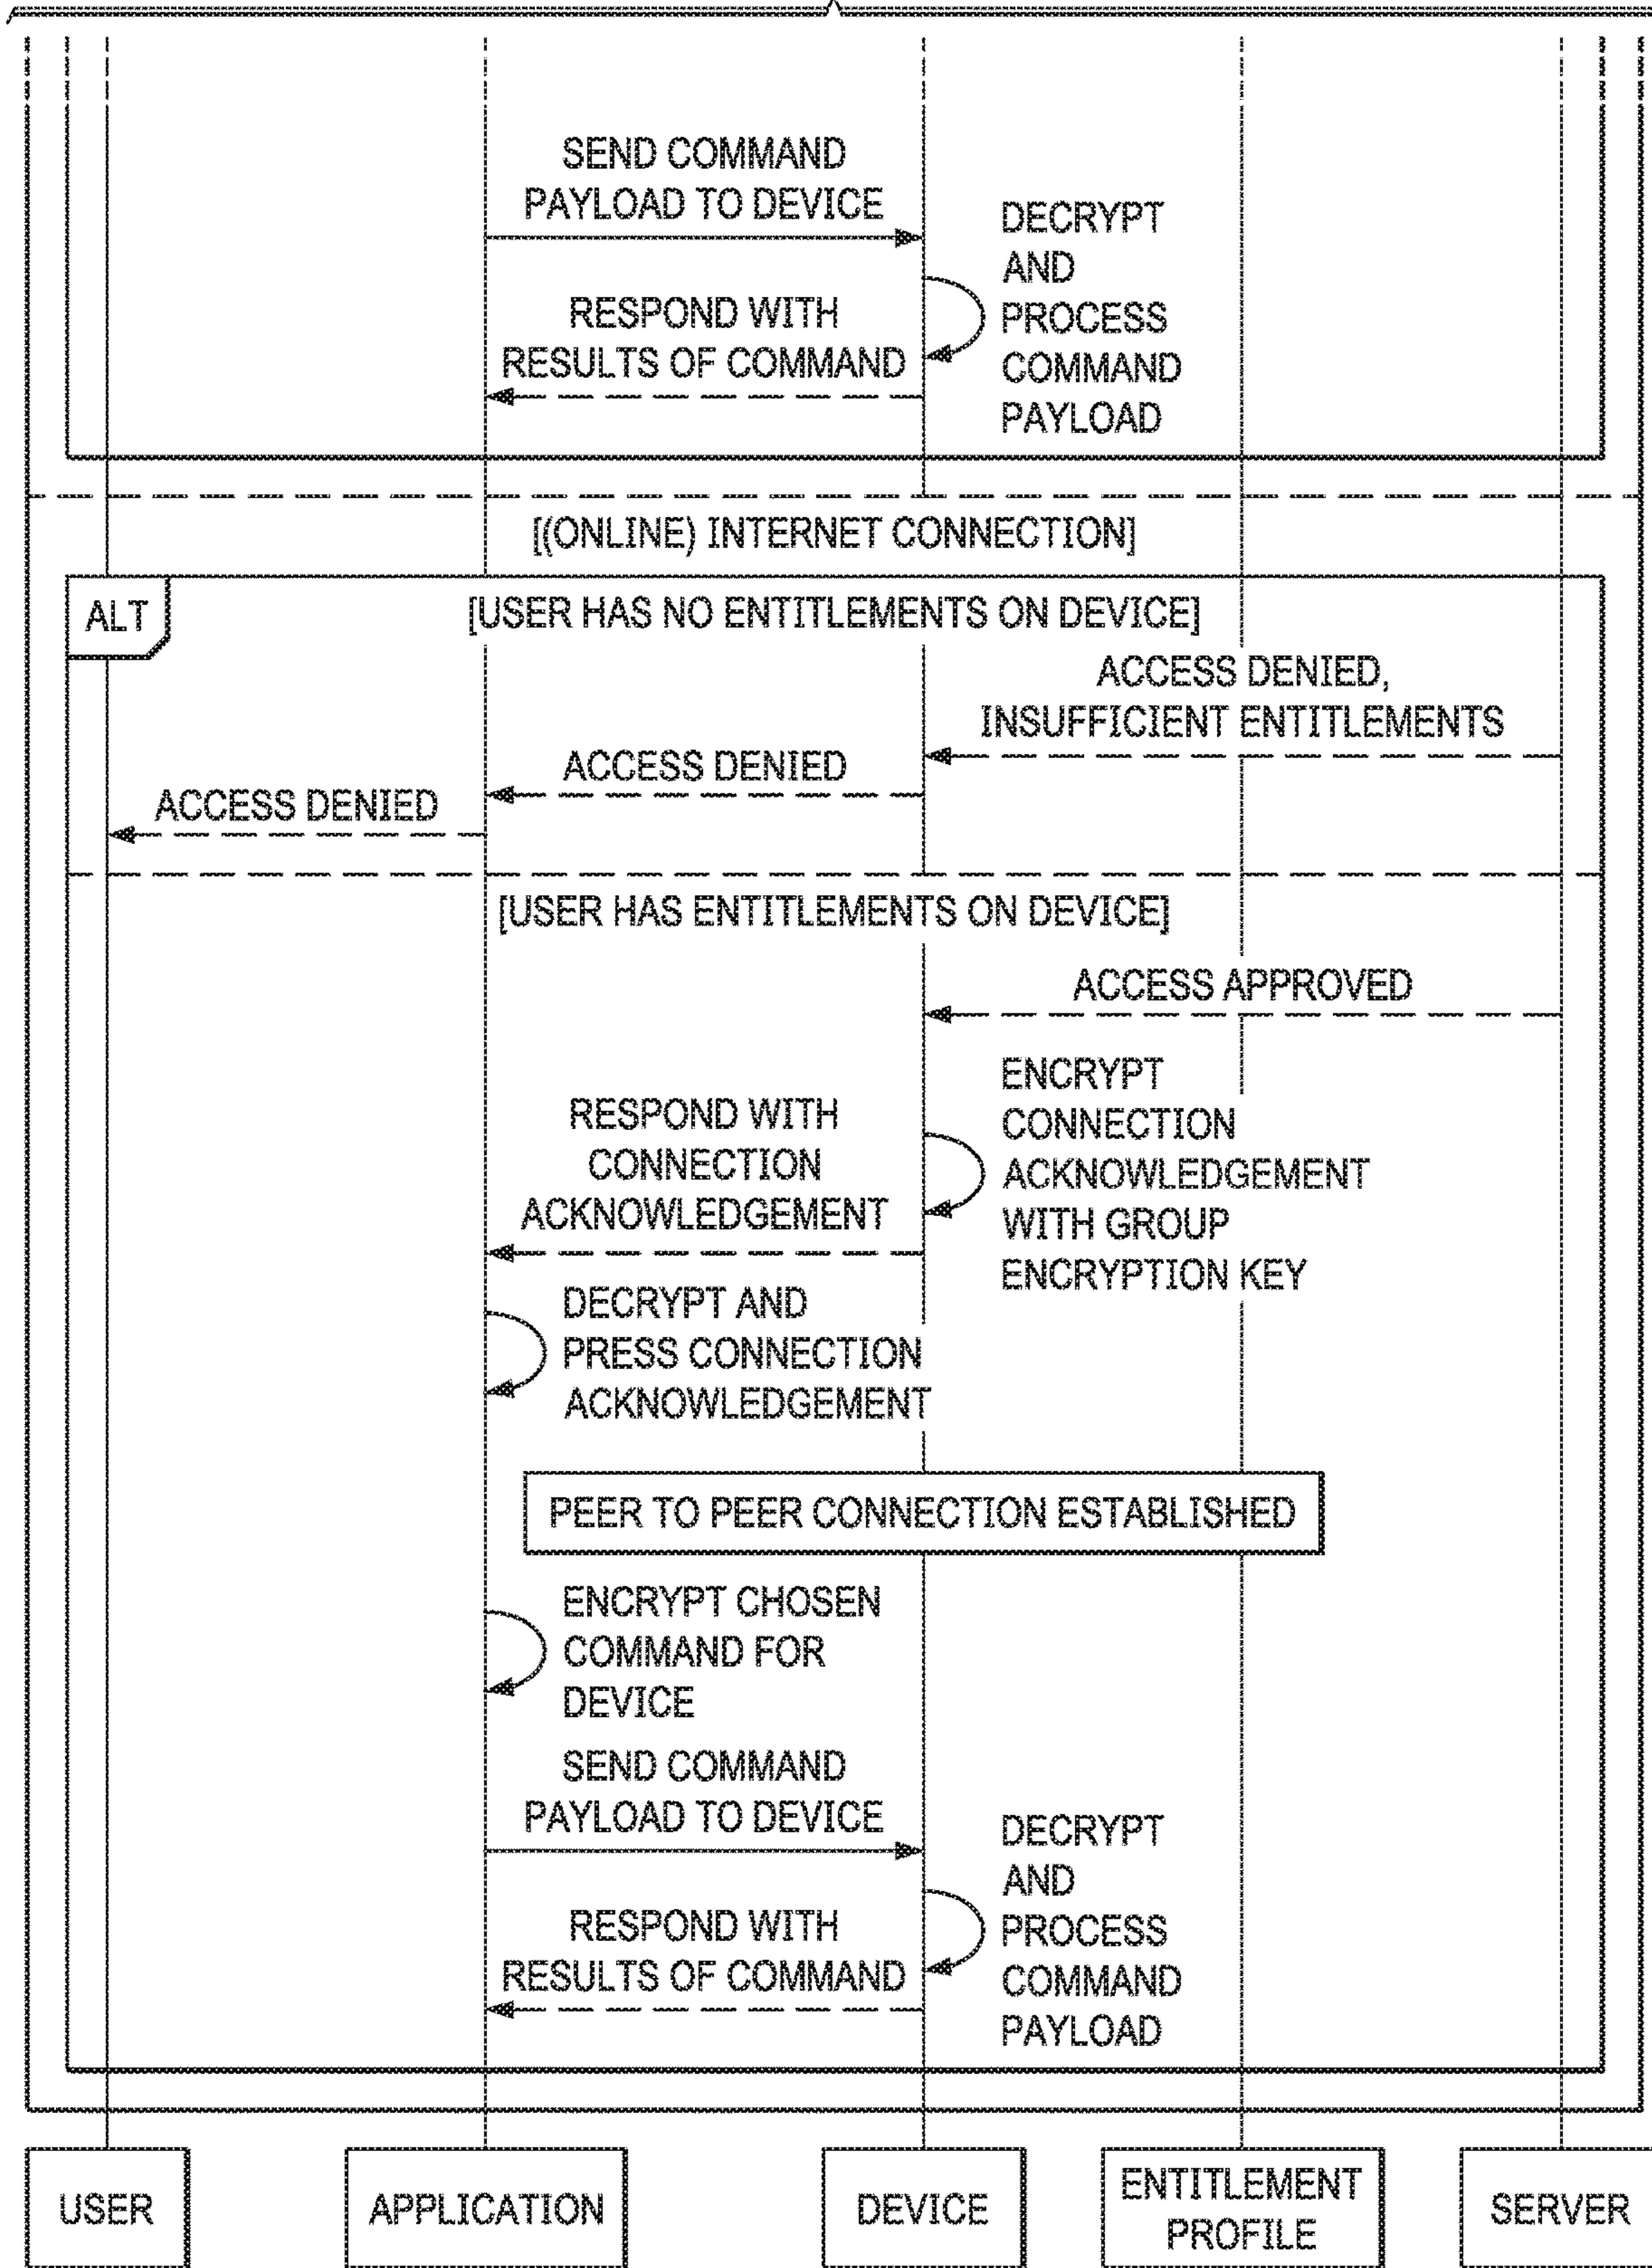 SEND COMMAND
PAYLOAD TO DEVICE
DECRYPT
AND
PROCESS
COMMAND
PAYLOAD
RESPOND WITH
RESULTS OF COMMAND
[(ONLINE) INTERNET CONNECTION]
ALT
[USER HAS NO ENTITLEMENTS ON DEVICE]
ACCESS DENIED,
INSUFFICIENT ENTITLEMENTS
ACCESS DENIED
ACCESS DENIED
[USER HAS ENTITLEMENTS ON DEVICE]
ACCESS APPROVED
ENCRYPT
CONNECTION
ACKNOWLEDGEMENT
WITH GROUP
ENCRYPTION KEY
RESPOND WITH
CONNECTION
ACKNOWLEDGEMENT
DECRYPT AND
PRESS CONNECTION
ACKNOWLEDGEMENT
PEER TO PEER CONNECTION ESTABLISHED
ENCRYPT CHOSEN
COMMAND FOR
DEVICE
SEND COMMAND
PAYLOAD TO DEVICE
DECRYPT
AND
PROCESS
COMMAND
PAYLOAD
RESPOND WITH
RESULTS OF COMMAND
USER
APPLICATION
DEVICE
ENTITLEMENT
PROFILE
SERVER